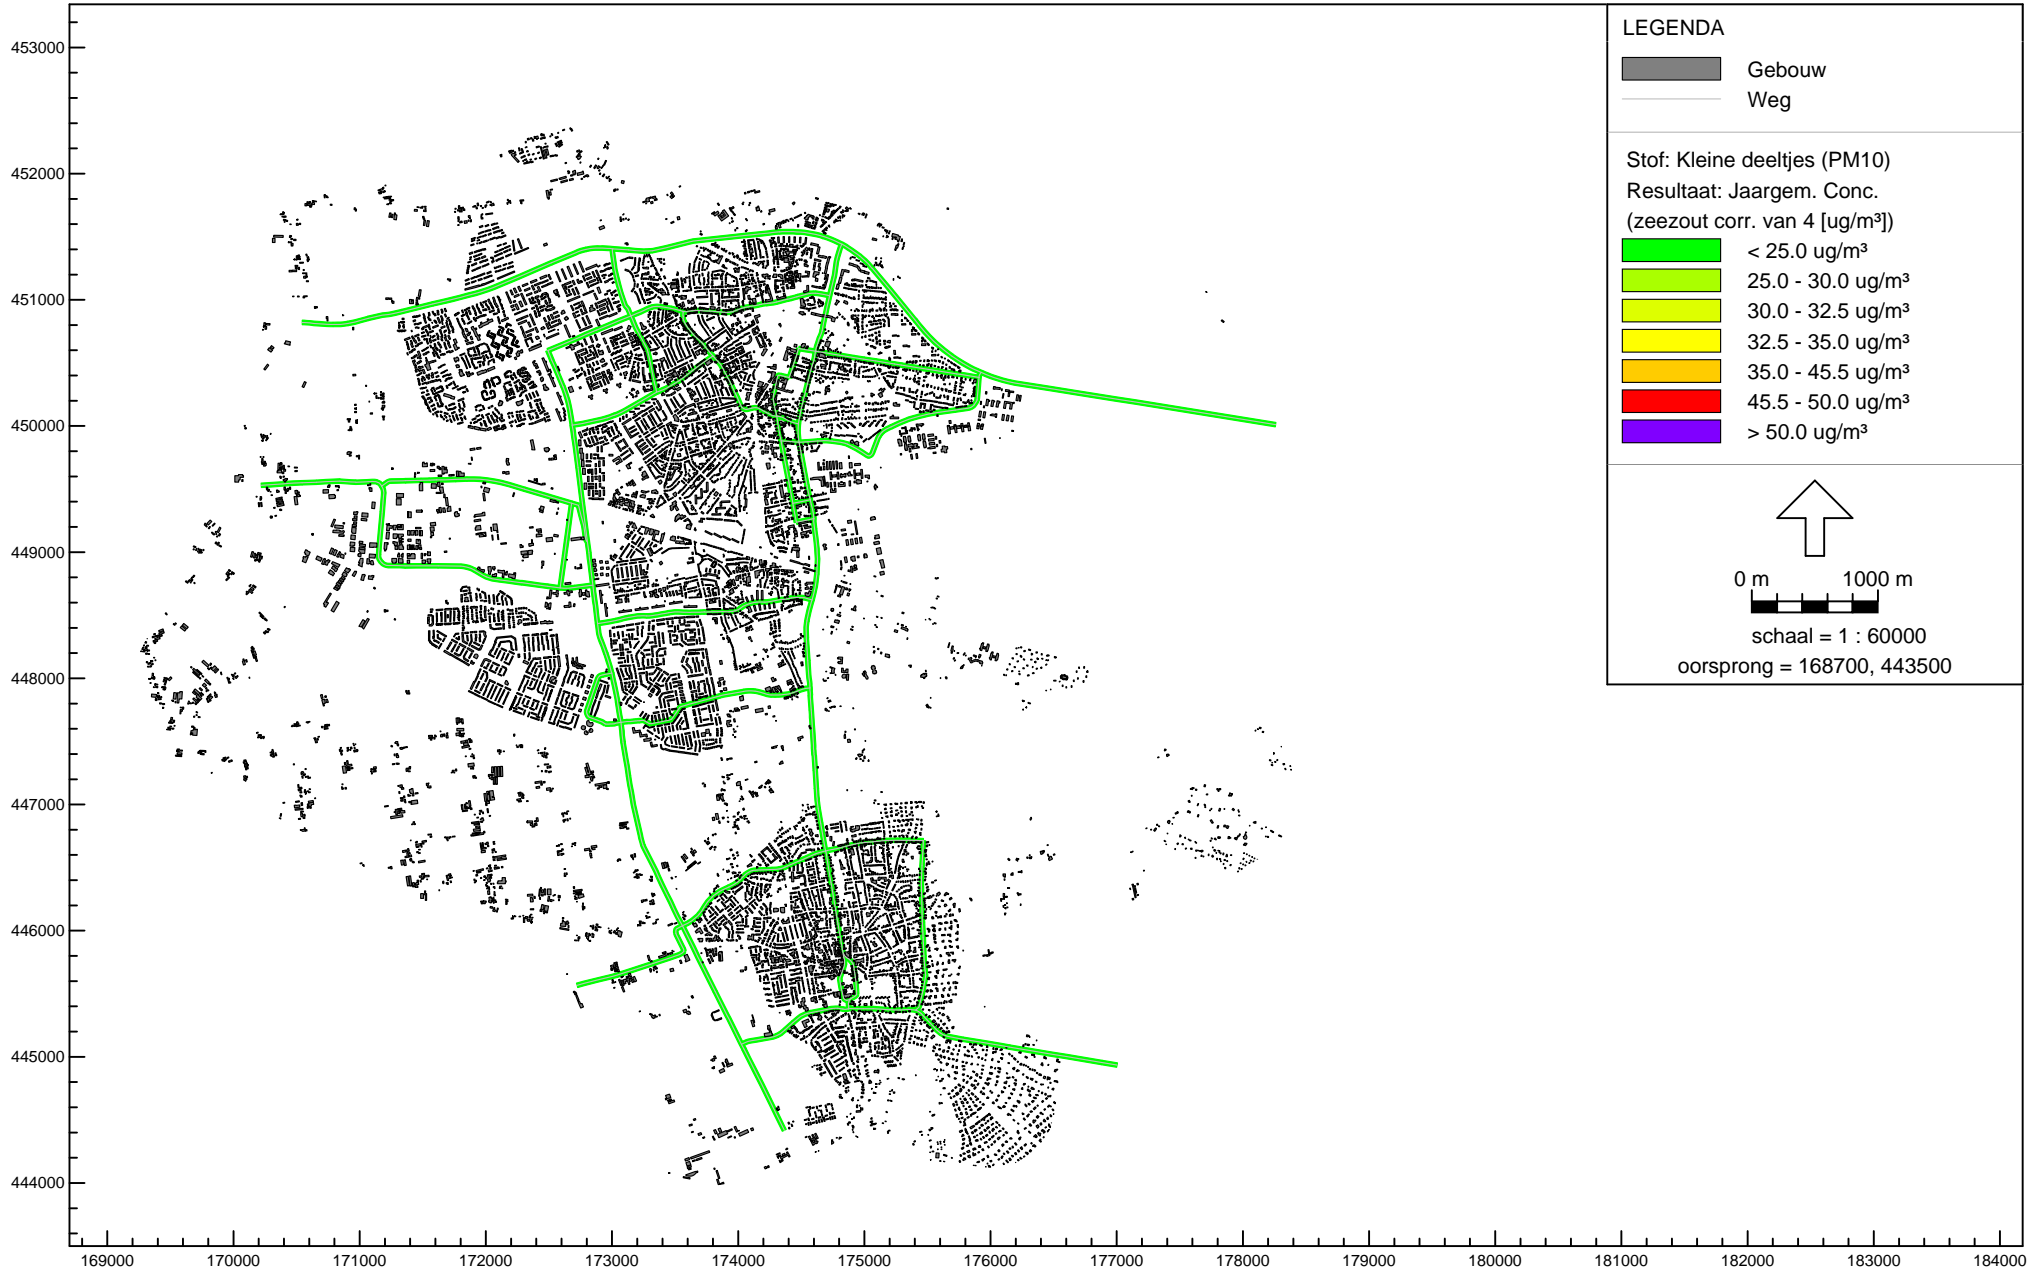 LEGENDA
Gebouw
Weg
Stof: Kleine deeltjes (PM10)
Resultaat: Jaargem. Conc.
(zeezout corr. van 4 [ug/m³])
< 25.0 ug/m³
25.0 - 30.0 ug/m³
30.0 - 32.5 ug/m³
32.5 - 35.0 ug/m³
35.0 - 45.5 ug/m³
45.5 - 50.0 ug/m³
> 50.0 ug/m³
0 m 1000 m
schaal = 1 : 60000
oorsprong = 168700, 443500
453000
452000
451000
450000
449000
448000
447000
446000
445000
444000
169000 170000 171000 172000 173000 174000 175000 176000 177000 178000 179000 180000 181000 182000 183000 184000